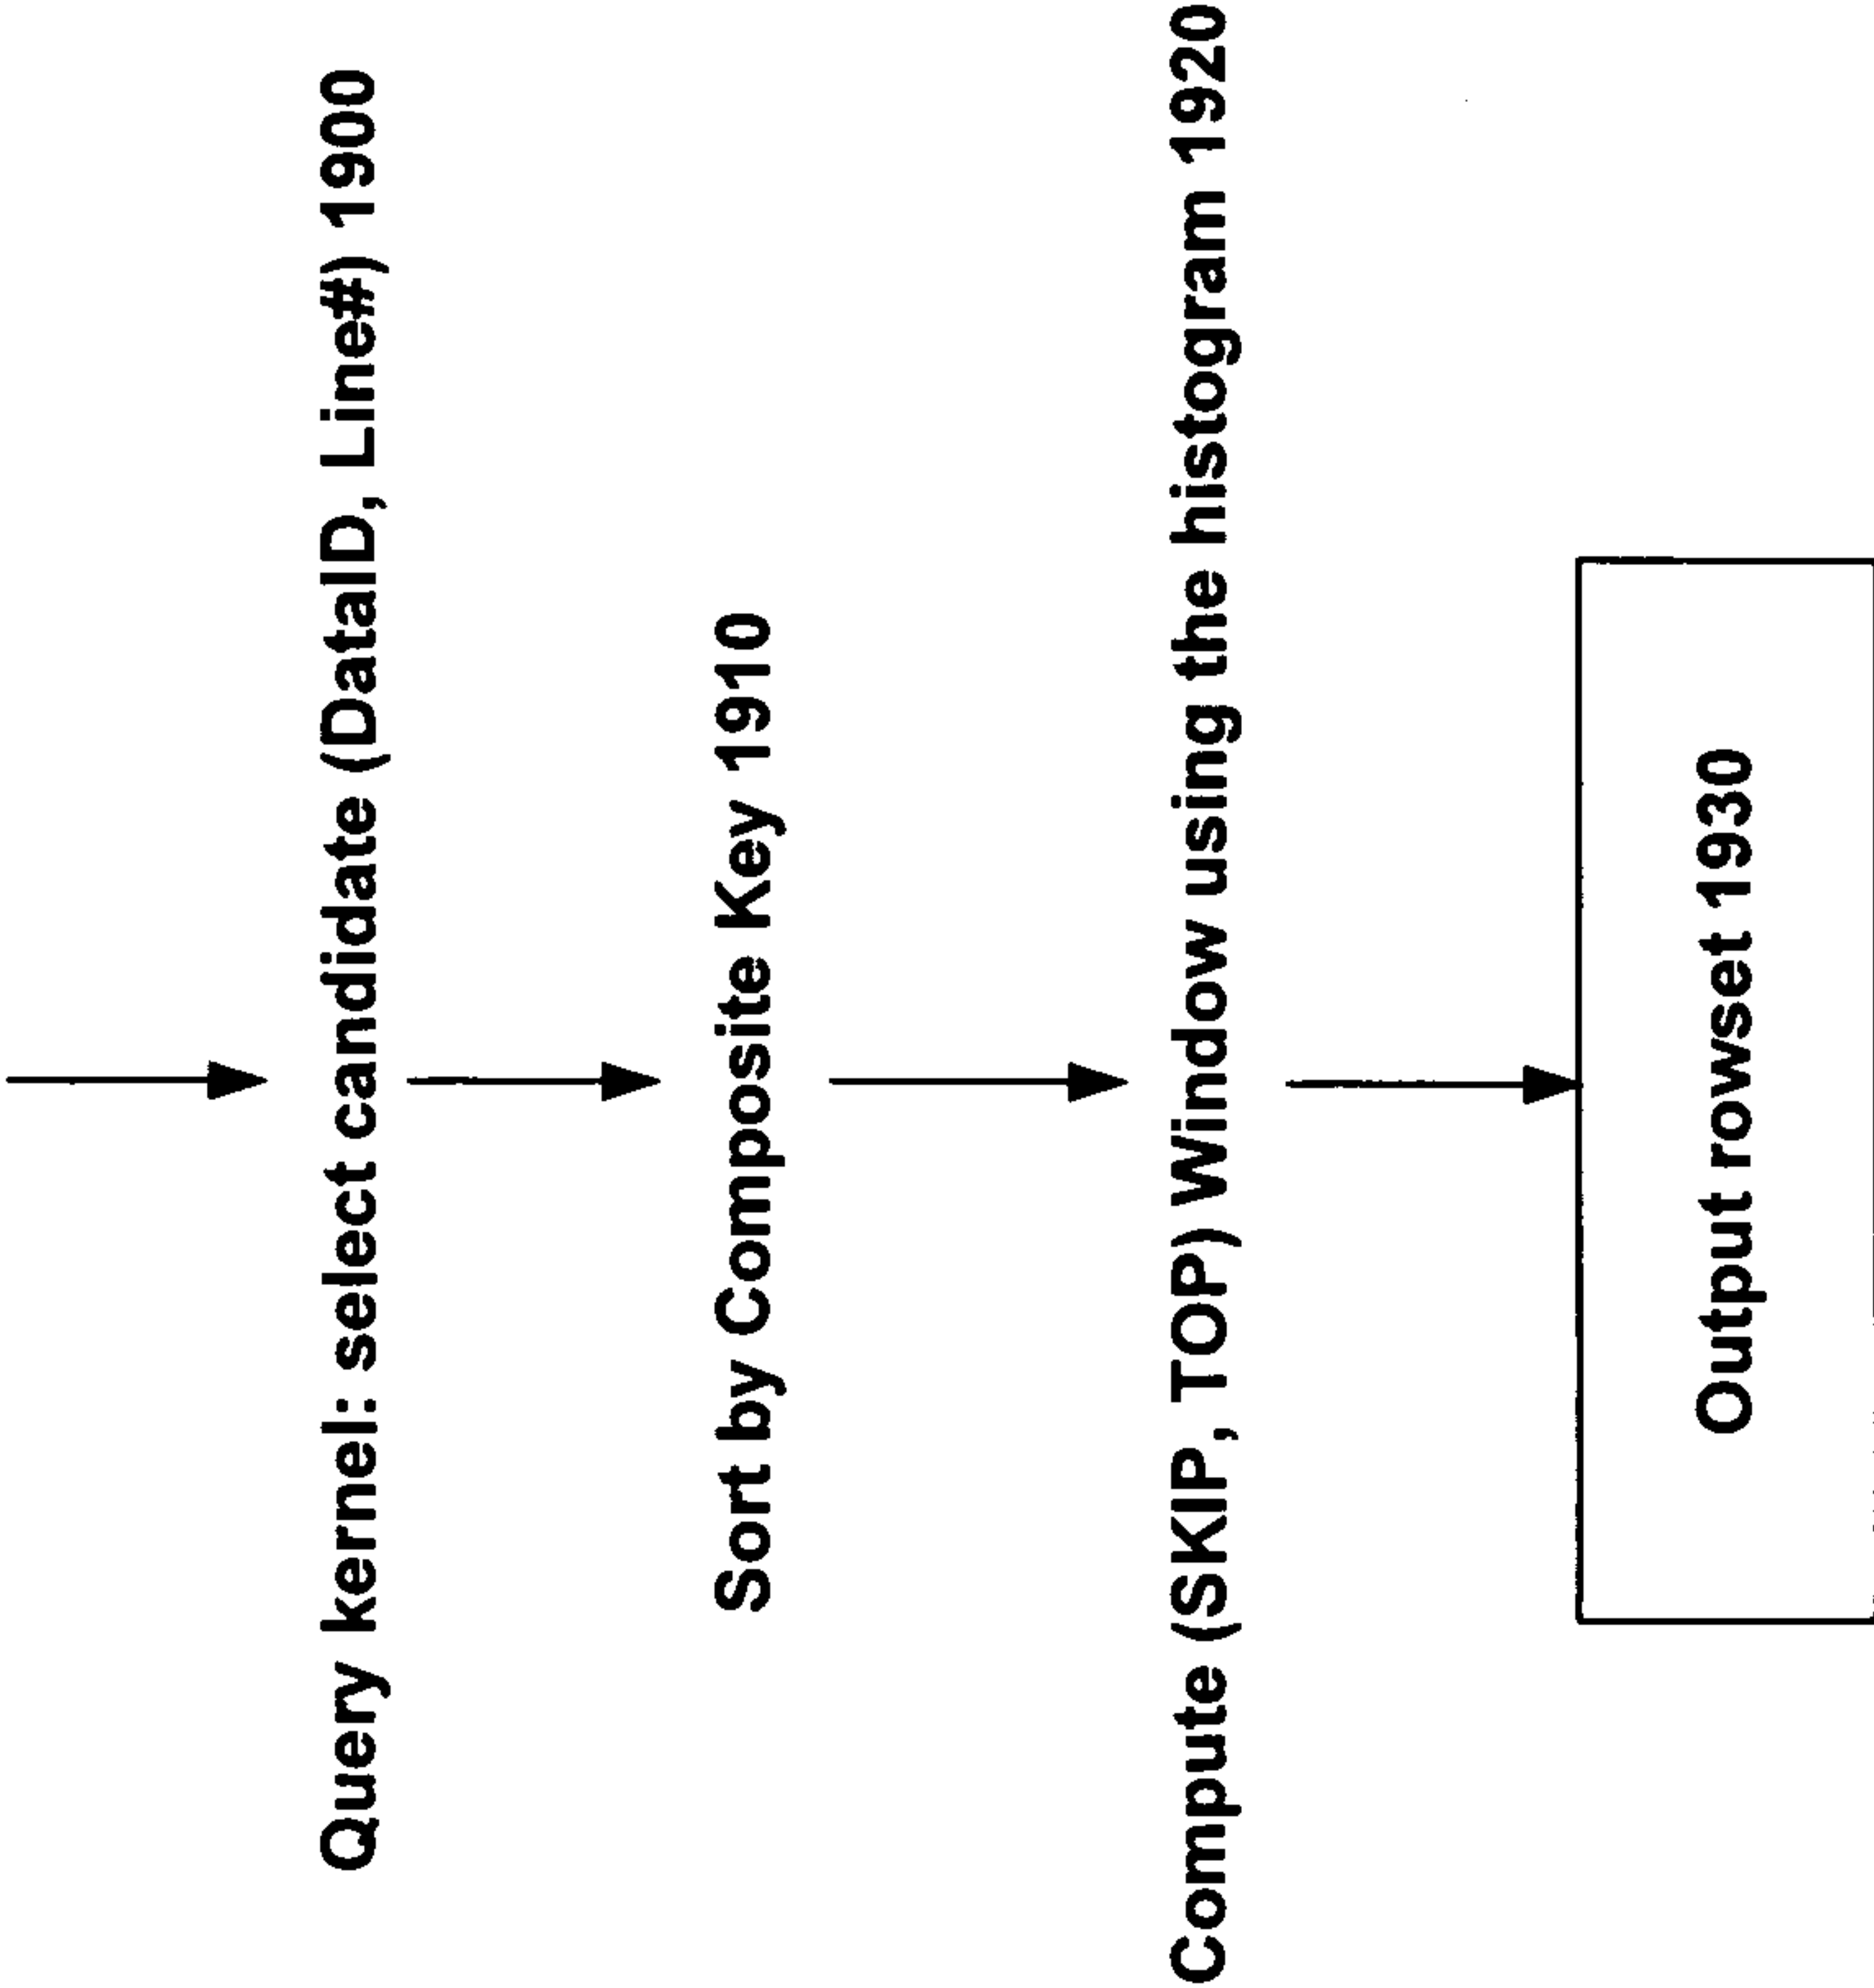 Query kernel: select candidate (DataID, Line#) 1900
Sort by Composite Key 1910
Compute (SKIP, TOP) Window using the histogram 1920
Output rowset 1930